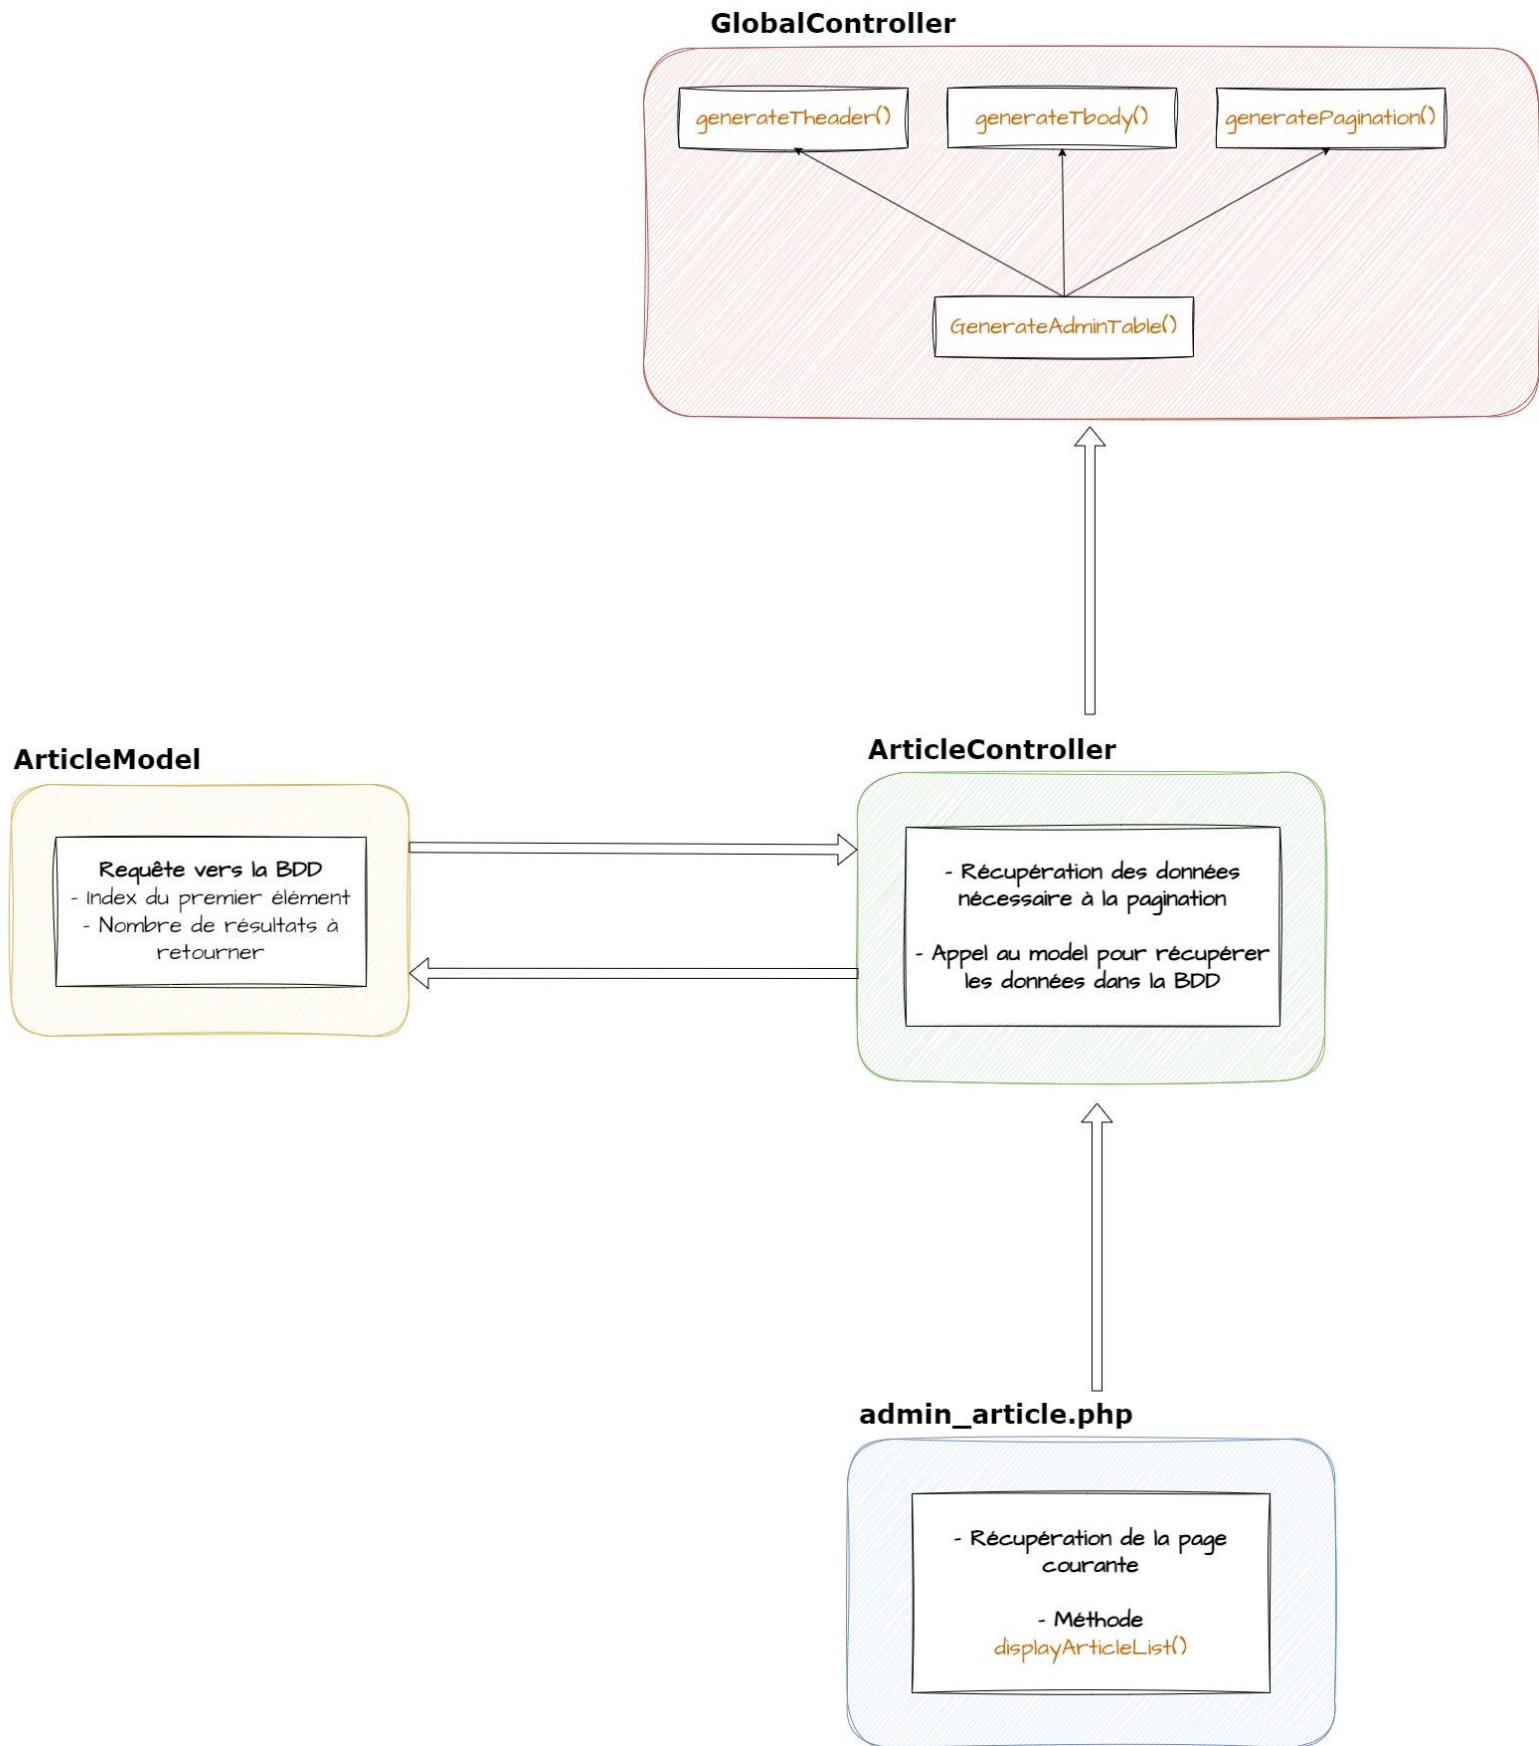 GlobalController
generateTheader()
generateTbody()
generatePagination()
GenerateAdminTable()
ArticleModel
Requête vers la BDD
- Index du premier élément
- Nombre de résultats à
retourner
ArticleController
- Récupération des données
nécessaire à la pagination
- Appel au model pour récupérer
les données dans la BDD
admin_article.php
- Récupération de la page
courante
- Méthode
displayArticleList()